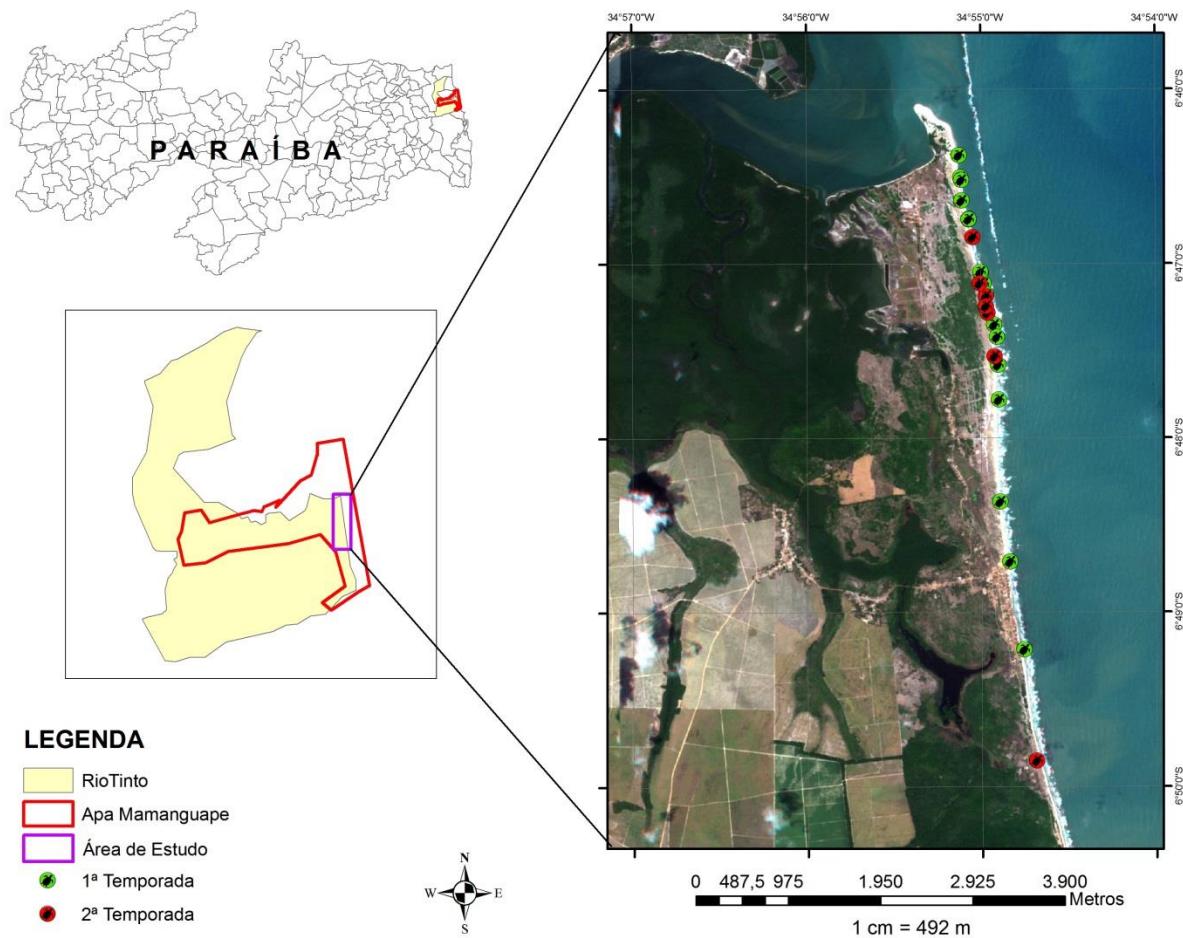 P A R A Í B A
34°57'0"W 34°56'0"W 34°55'0"W 34°54'0"W
6°46'0"S
6°47'0"S
6°48'0"S
6°49'0"S
6°50'0"S
LEGENDA
RioTinto
Apa Mamanguape
Área de Estudo
1ª Temporada
2ª Temporada
N
W E
S
0 487,5 975 1.950 2.925 3.900
Metros
1 cm = 492 m